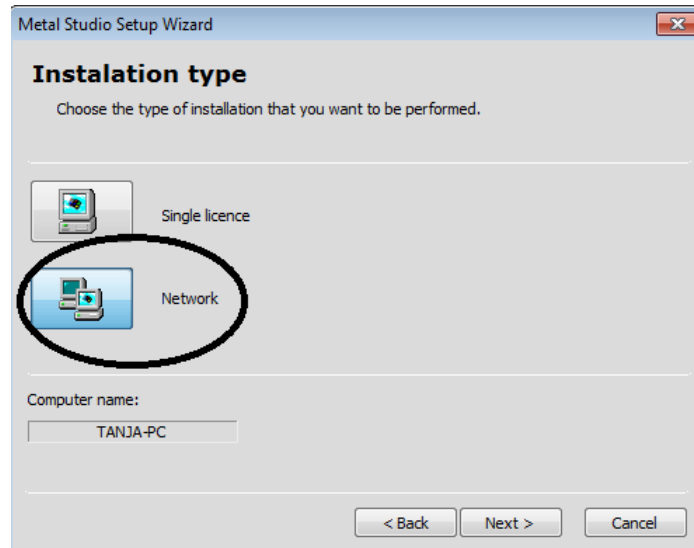 Metal Studio Setup Wizard
Instalation type
Choose the type of installation that you want to be performed.
Single licence
Network
Computer name:
TANJA-PC
< Back Next > Cancel